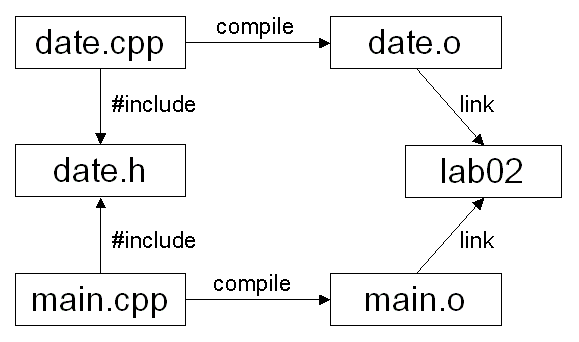 date.cpp
compile
date.o
#include
link
date.h
lab02
#include
link
main.cpp
compile
main.o